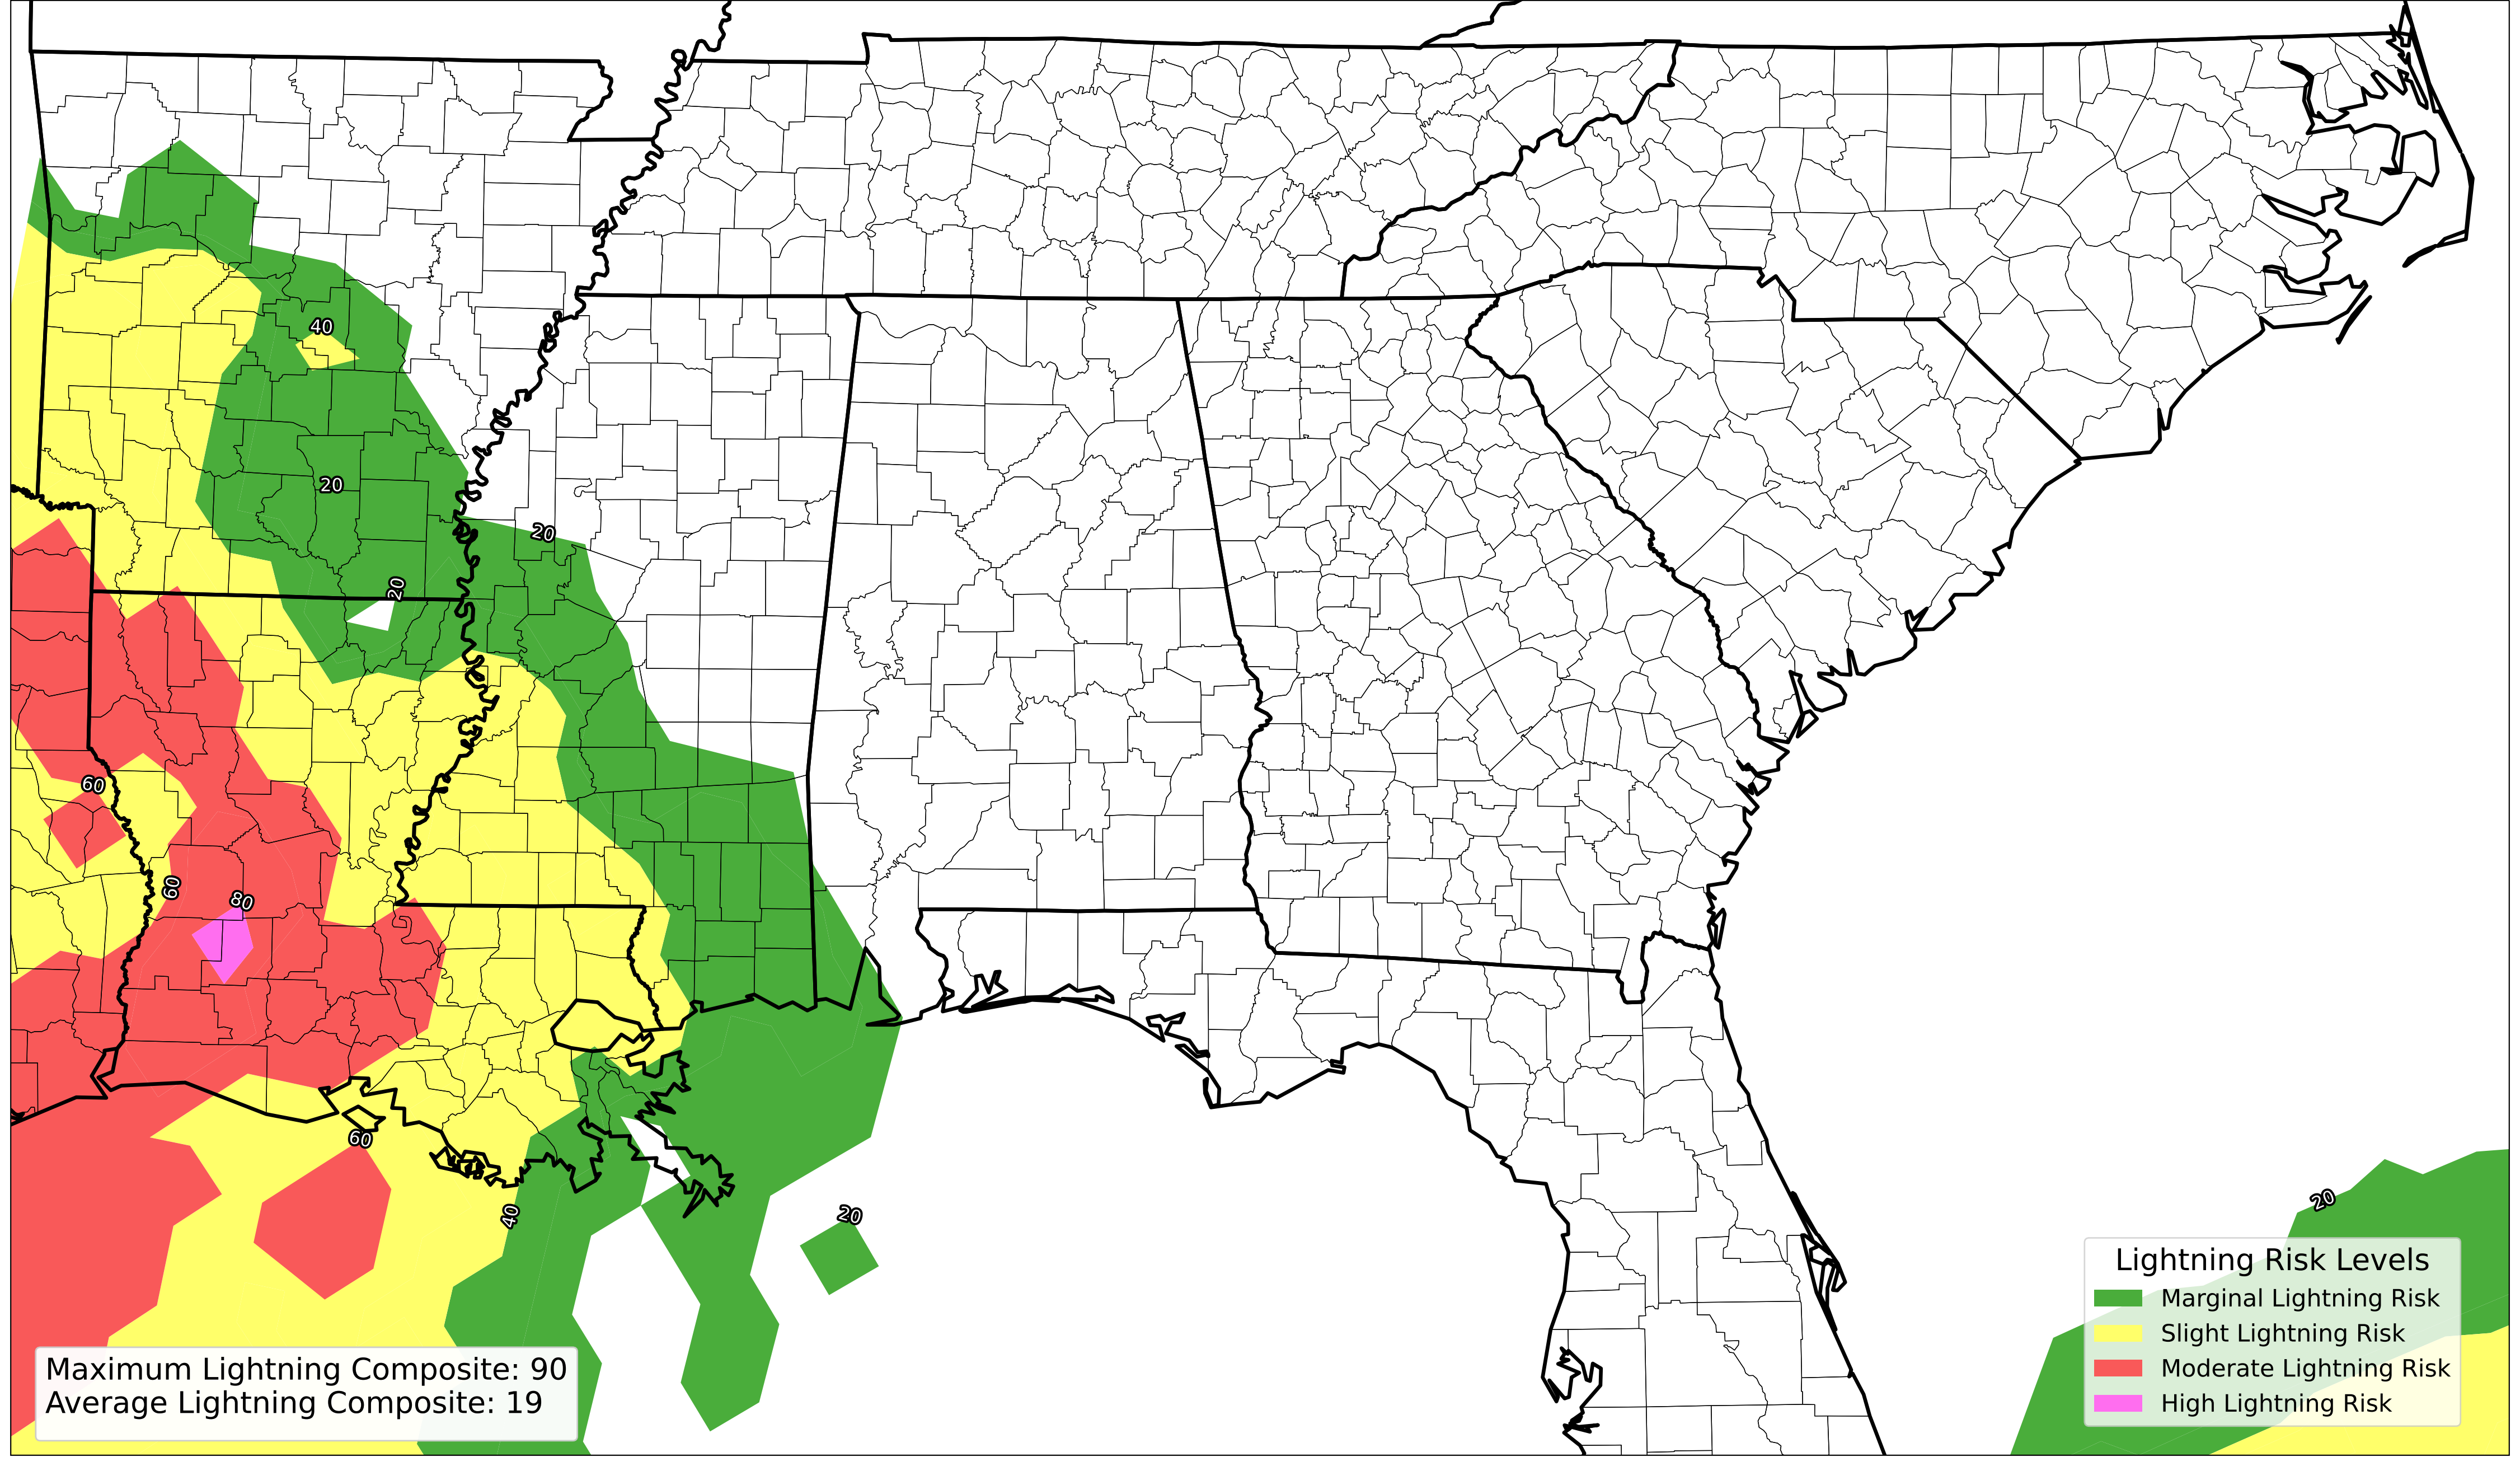 40
20
20
20
60
60
80
60
40
20
20
Maximum Lightning Composite: 90
Average Lightning Composite: 19
Lightning Risk Levels
Marginal Lightning Risk
Slight Lightning Risk
Moderate Lightning Risk
High Lightning Risk